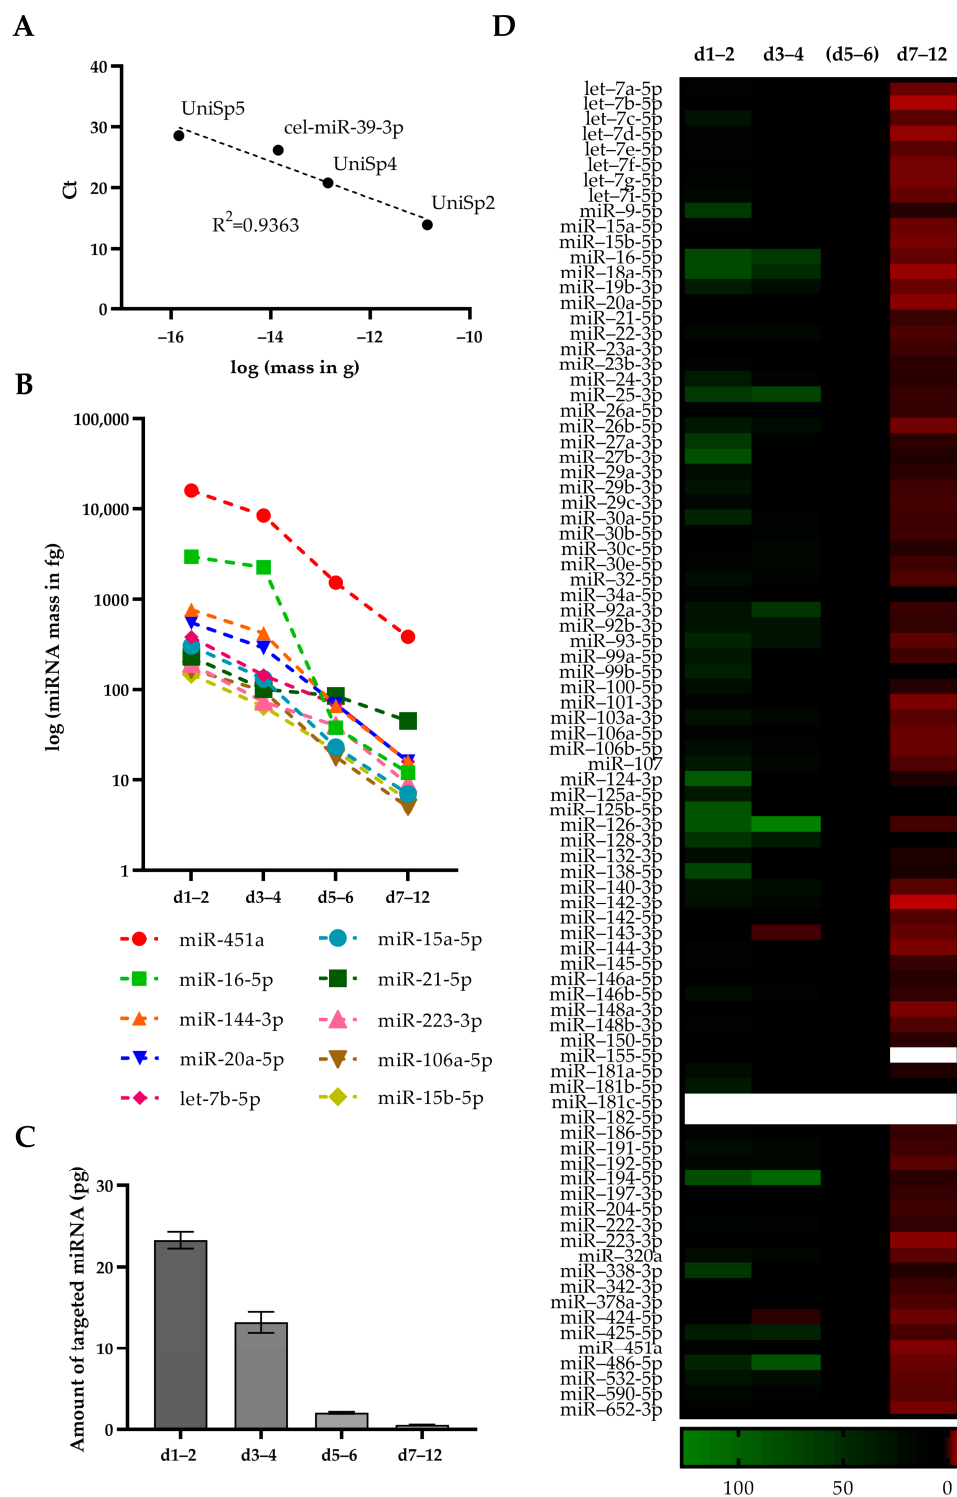 A
40
30
20
10
0
Ct
UniSp5
cel-miR-39-3p
UniSp4
UniSp2
R2=0.9363
–16
–14
–12
–10
log (mass in g)
B
100,000
10,000
1000
100
10
1
log (miRNA mass in fg)
d1–2
d3–4
d5–6
d7–12
miR-451a
miR-15a-5p
miR-16-5p
miR-21-5p
miR-144-3p
miR-223-3p
miR-20a-5p
miR-106a-5p
let-7b-5p
miR-15b-5p
C
30
20
10
0
Amount of targeted miRNA (pg)
d1–2
d3–4
d5–6
d7–12
D
d1–2
d3–4
(d5–6)
d7–12
let–7a-5p
let–7b-5p
let–7c-5p
let–7d-5p
let–7e-5p
let–7f-5p
let–7g-5p
let–7i-5p
miR–9-5p
miR–15a-5p
miR–15b-5p
miR–16-5p
miR–18a-5p
miR–19b-3p
miR–20a-5p
miR–21-5p
miR–22-3p
miR–23a-3p
miR–23b-3p
miR–24-3p
miR–25-3p
miR–26a-5p
miR–26b-5p
miR–27a-3p
miR–27b-3p
miR–29a-3p
miR–29b-3p
miR–29c-3p
miR–30a-5p
miR–30b-5p
miR–30c-5p
miR–30e-5p
miR–32-5p
miR–34a-5p
miR–92a-3p
miR–92b-3p
miR–93-5p
miR–99a-5p
miR–99b-5p
miR–100-5p
miR–101-3p
miR–103a-3p
miR–106a-5p
miR–106b-5p
miR–107
miR–124-3p
miR–125a-5p
miR–125b-5p
miR–126-3p
miR–128-3p
miR–132-3p
miR–138-5p
miR–140-3p
miR–142-3p
miR–142-5p
miR–143-3p
miR–144-3p
miR–145-5p
miR–146a-5p
miR–146b-5p
miR–148a-3p
miR–148b-3p
miR–150-5p
miR–155-5p
miR–181a-5p
miR–181b-5p
miR–181c-5p
miR–182-5p
miR–186-5p
miR–191-5p
miR–192-5p
miR–194-5p
miR–197-3p
miR–204-5p
miR–222-3p
miR–223-3p
miR–320a
miR–338-3p
miR–342-3p
miR–378a-3p
miR–424-5p
miR–425-5p
miR–451a
miR–486-5p
miR–532-5p
miR–590-5p
miR–652-3p
100
50
0